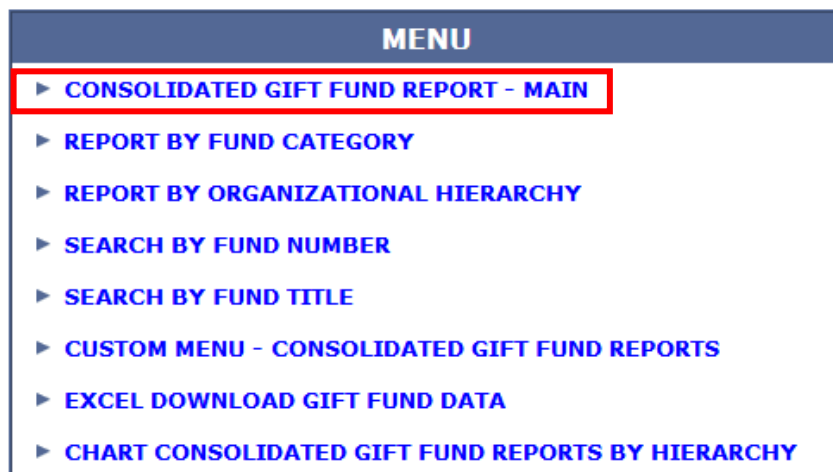 MENU
CONSOLIDATED GIFT FUND REPORT - MAIN
REPORT BY FUND CATEGORY
REPORT BY ORGANIZATIONAL HIERARCHY
SEARCH BY FUND NUMBER
SEARCH BY FUND TITLE
CUSTOM MENU - CONSOLIDATED GIFT FUND REPORTS
EXCEL DOWNLOAD GIFT FUND DATA
CHART CONSOLIDATED GIFT FUND REPORTS BY HIERARCHY